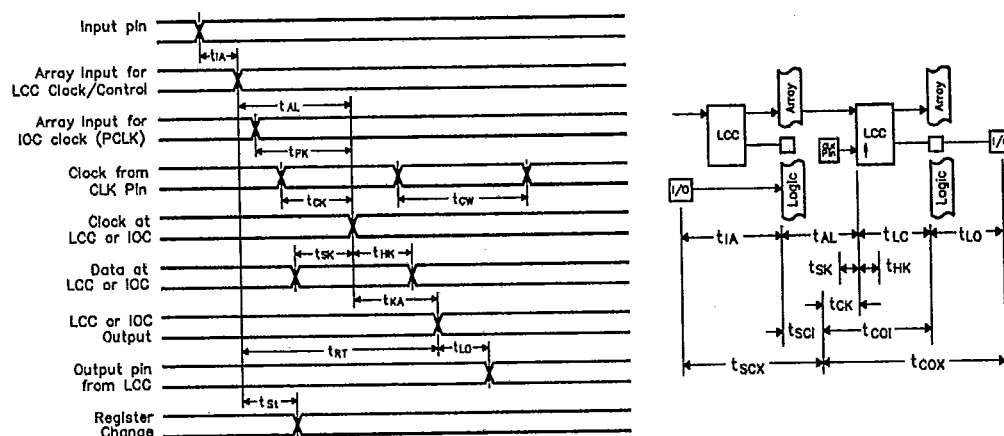 Input pin
tIA
Array Input for
LCC Clock/Control
tAL
Array Input for
IOC clock (PCLK)
tPK
Clock from
CLK Pin
tCK
tCW
Clock at
LCC or IOC
tSK
tHK
Data at
LCC or IOC
tKA
LCC or IOC
Output
tRT
tLO
Output pin
from LCC
tSt
Register
Change
Array
Array
LCC
LCC
I/O
I/O
Logic
Logic
tIA
tAL
tLC
tLO
tSK
tHK
tCK
tSCI
tCOI
tSCX
tCOX